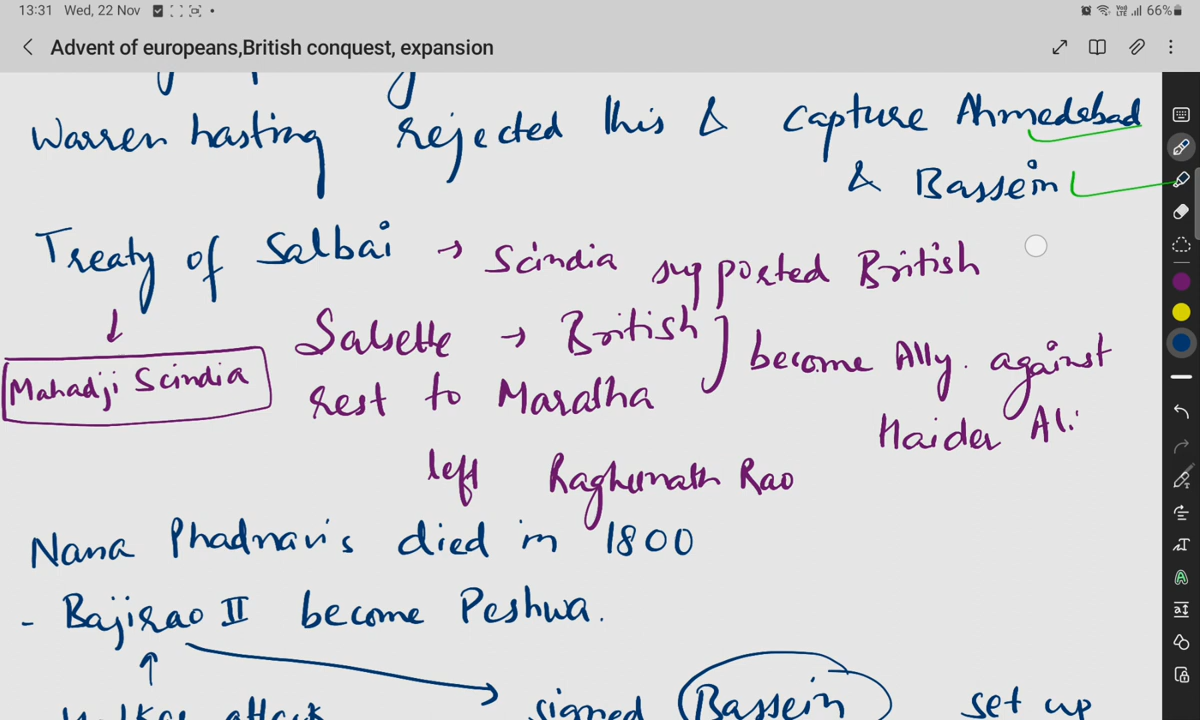 13:31 Wed, 22 Nov
66%
Advent of europeans,British conquest, expansion
Warren hasting rejected this & capture Ahmedabad
& Bassein
Treaty of Salbai → Scindia supported British
Salsette → British
Mahadji Scindia
rest to Maratha
become Ally. against
Haider Ali
left Raghunath Rao
Nana Phadnavis died in 1800
- Bajirao II become Peshwa.
signed Bassein set up